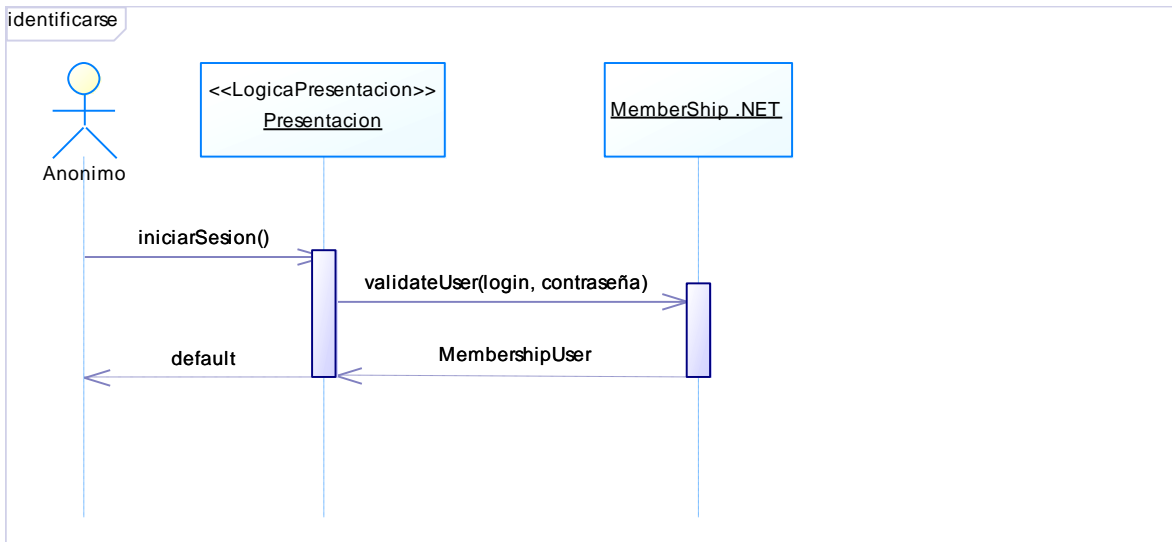 identificarse
<<LogicaPresentacion>>
Presentacion
MemberShip .NET
Anonimo
iniciarSesion()
validateUser(login, contraseña)
MembershipUser
default